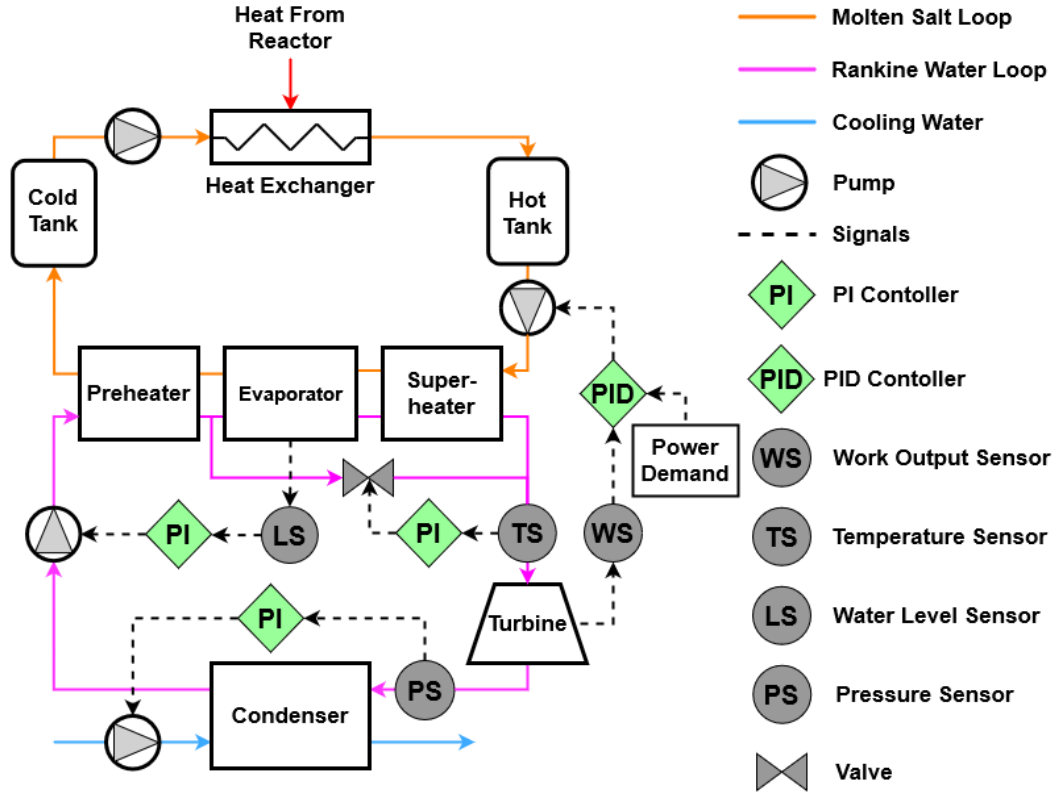 Heat From
Reactor
Heat Exchanger
Cold
Tank
Hot
Tank
Preheater
Evaporator
Super-
heater
PID
Power
Demand
PI
LS
PI
TS
WS
PI
Turbine
PS
Condenser
Molten Salt Loop
Rankine Water Loop
Cooling Water
Pump
Signals
PI
PI Contoller
PID
PID Contoller
WS
Work Output Sensor
TS
Temperature Sensor
LS
Water Level Sensor
PS
Pressure Sensor
Valve